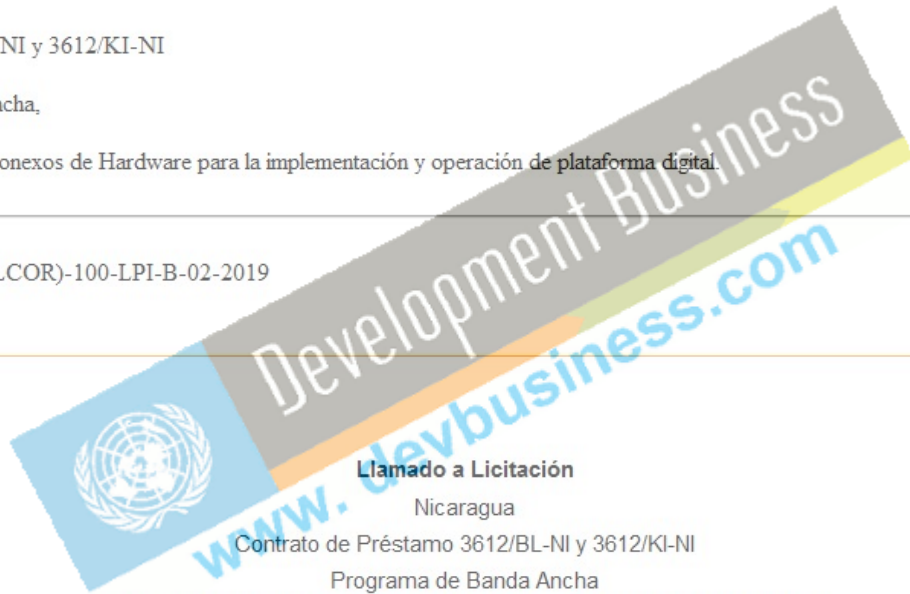 NI y 3612/KI-NI
ncha,
onexos de Hardware para la implementación y operación de plataforma digital.
LCOR)-100-LPI-B-02-2019
Development Business
www.devbusiness.com
Llamado a Licitación
Nicaragua
Contrato de Préstamo 3612/BL-NI y 3612/KI-NI
Programa de Banda Ancha